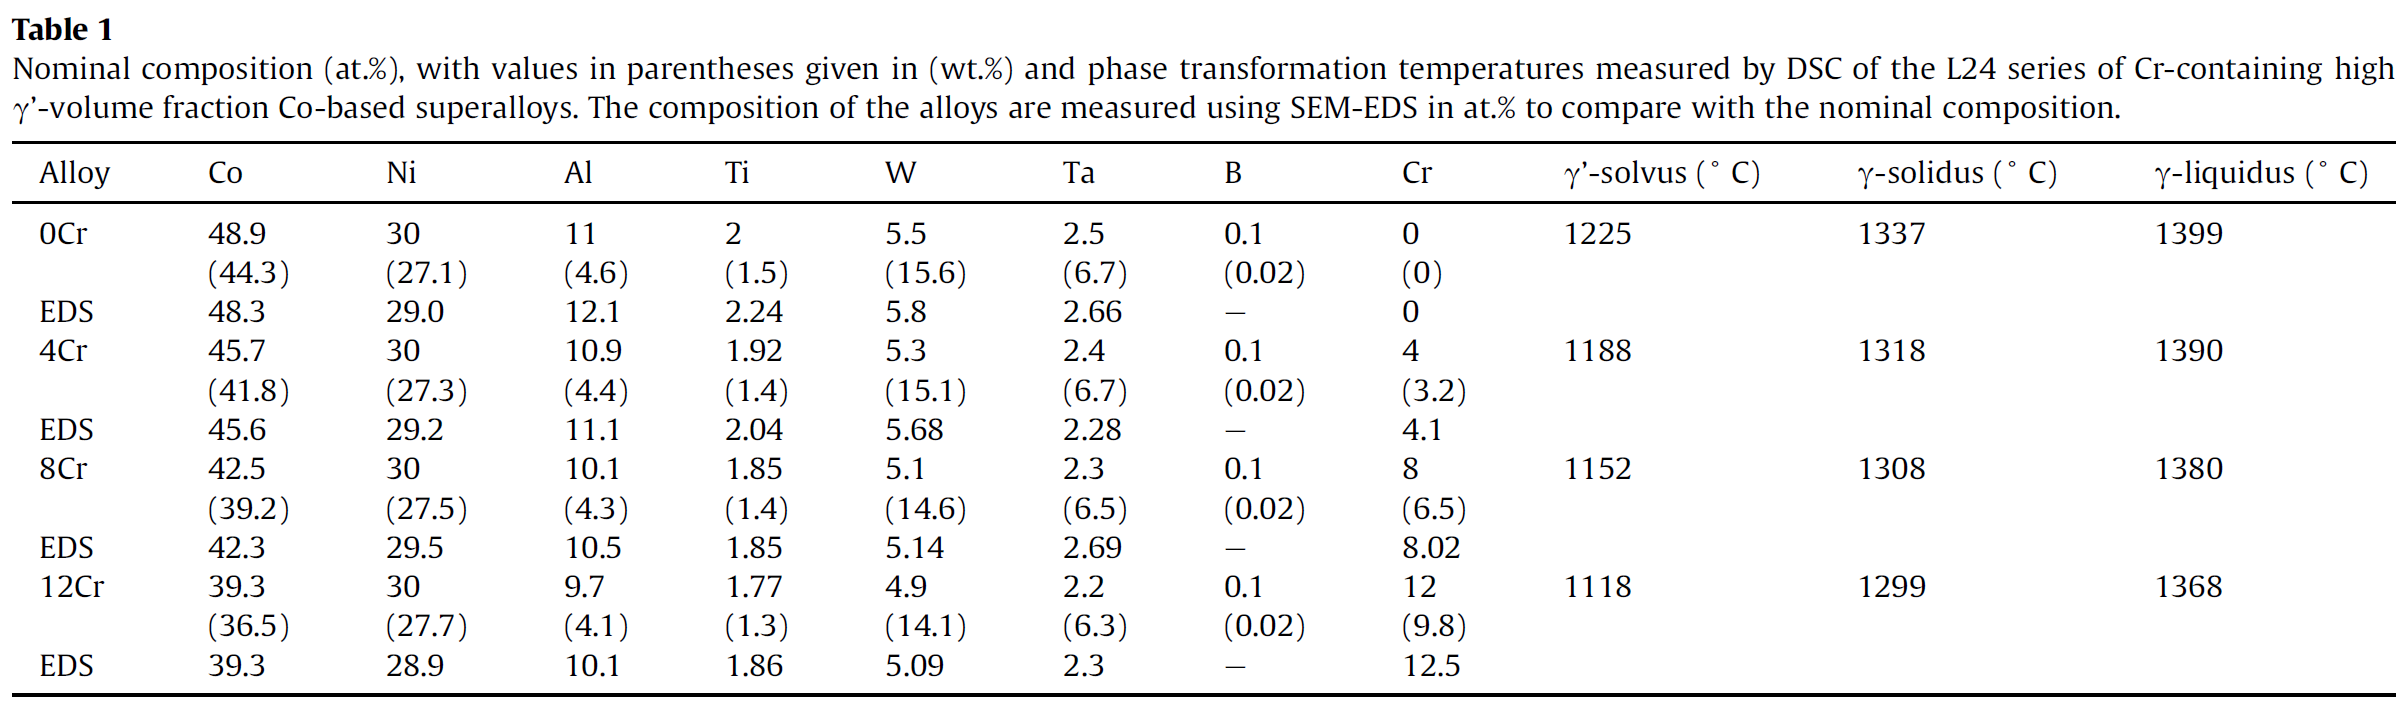 Table 1
Nominal composition (at.%), with values in parentheses given in (wt.%) and phase transformation temperatures measured by DSC of the L24 series of Cr-containing high
γ’-volume fraction Co-based superalloys. The composition of the alloys are measured using SEM-EDS in at.% to compare with the nominal composition.
Alloy Co Ni Al Ti W Ta B Cr γ’-solvus (° C) γ-solidus (° C) γ-liquidus (° C)
0Cr 48.9 30 11 2 5.5 2.5 0.1 0 1225 1337 1399
(44.3) (27.1) (4.6) (1.5) (15.6) (6.7) (0.02) (0)
EDS 48.3 29.0 12.1 2.24 5.8 2.66 – 0
4Cr 45.7 30 10.9 1.92 5.3 2.4 0.1 4 1188 1318 1390
(41.8) (27.3) (4.4) (1.4) (15.1) (6.7) (0.02) (3.2)
EDS 45.6 29.2 11.1 2.04 5.68 2.28 – 4.1
8Cr 42.5 30 10.1 1.85 5.1 2.3 0.1 8 1152 1308 1380
(39.2) (27.5) (4.3) (1.4) (14.6) (6.5) (0.02) (6.5)
EDS 42.3 29.5 10.5 1.85 5.14 2.69 – 8.02
12Cr 39.3 30 9.7 1.77 4.9 2.2 0.1 12 1118 1299 1368
(36.5) (27.7) (4.1) (1.3) (14.1) (6.3) (0.02) (9.8)
EDS 39.3 28.9 10.1 1.86 5.09 2.3 – 12.5